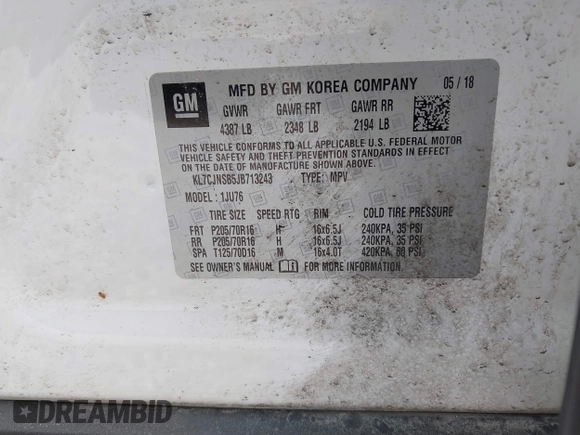 GM
MFD BY GM KOREA COMPANY 05 / 18
GVWR GAWR FRT GAWR RR
4387 LB 2348 LB 2194 LB
THIS VEHICLE CONFORMS TO ALL APPLICABLE U.S. FEDERAL MOTOR
VEHICLE SAFETY AND THEFT PREVENTION STANDARDS IN EFFECT ON
THE DATE OF MANUFACTURE SHOWN ABOVE.
KL7CJNSB5JB713243 TYPE: MPV
MODEL: 1JU76
TIRE SIZE SPEED RTG RIM COLD TIRE PRESSURE
FRT P205/70R16 H 16x6.5J 240KPA, 35 PSI
RR P205/70R16 H 16x6.5J 240KPA, 35 PSI
SPA T125/70D16 M 16x4.0T 420KPA, 60 PSI
SEE OWNER'S MANUAL FOR MORE INFORMATION
DREAMBID